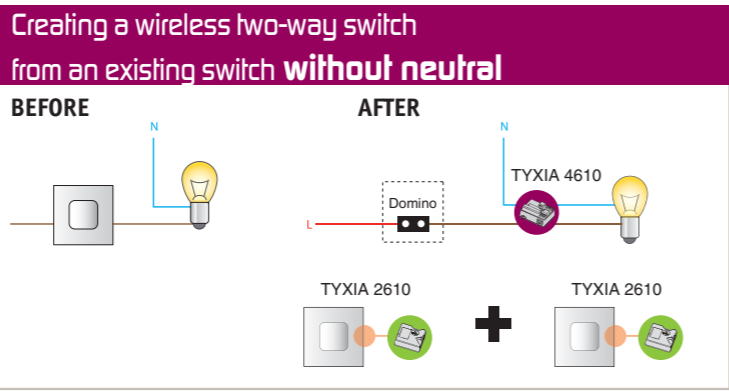 Creating a wireless two-way switch
from an existing switch without neutral
BEFORE
AFTER
N
N
TYXIA 4610
Domino
L
TYXIA 2610
TYXIA 2610